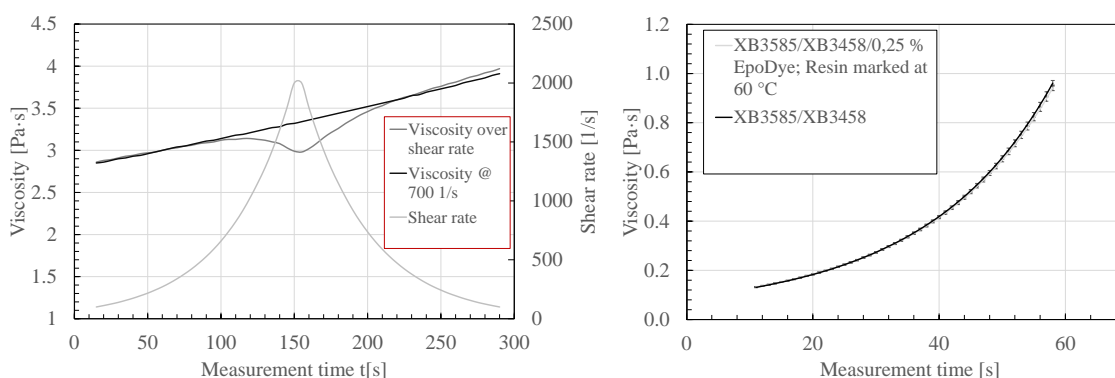 4.5
4
3.5
3
2.5
2
1.5
1
Viscosity [Pa·s]
0
50
100
150
200
250
300
Measurement time t[s]
2500
2000
1500
1000
500
0
Shear rate [1/s]
Viscosity over
shear rate
Viscosity @
700 1/s
Shear rate
1.2
1.0
0.8
0.6
0.4
0.2
0.0
Viscosity [Pa·s]
0
20
40
60
Measurement time [s]
XB3585/XB3458/0,25 %
EpoDye; Resin marked at
60 °C
XB3585/XB3458